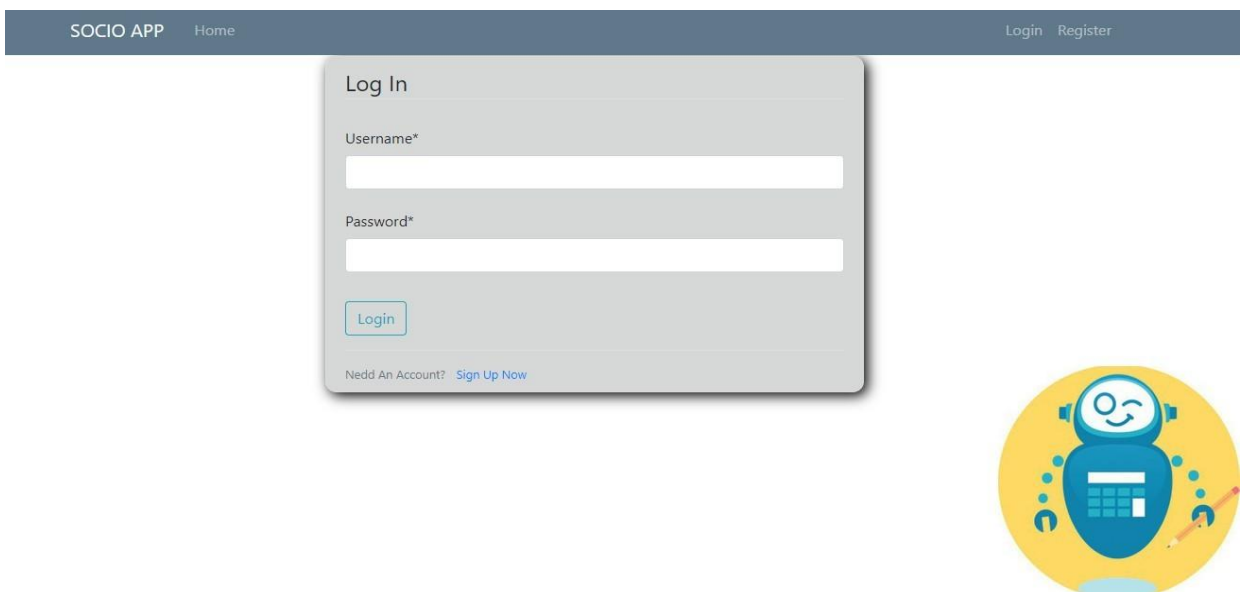 SOCIO APP Home Login Register
Log In
Username*
Password*
Login
Nedd An Account? Sign Up Now